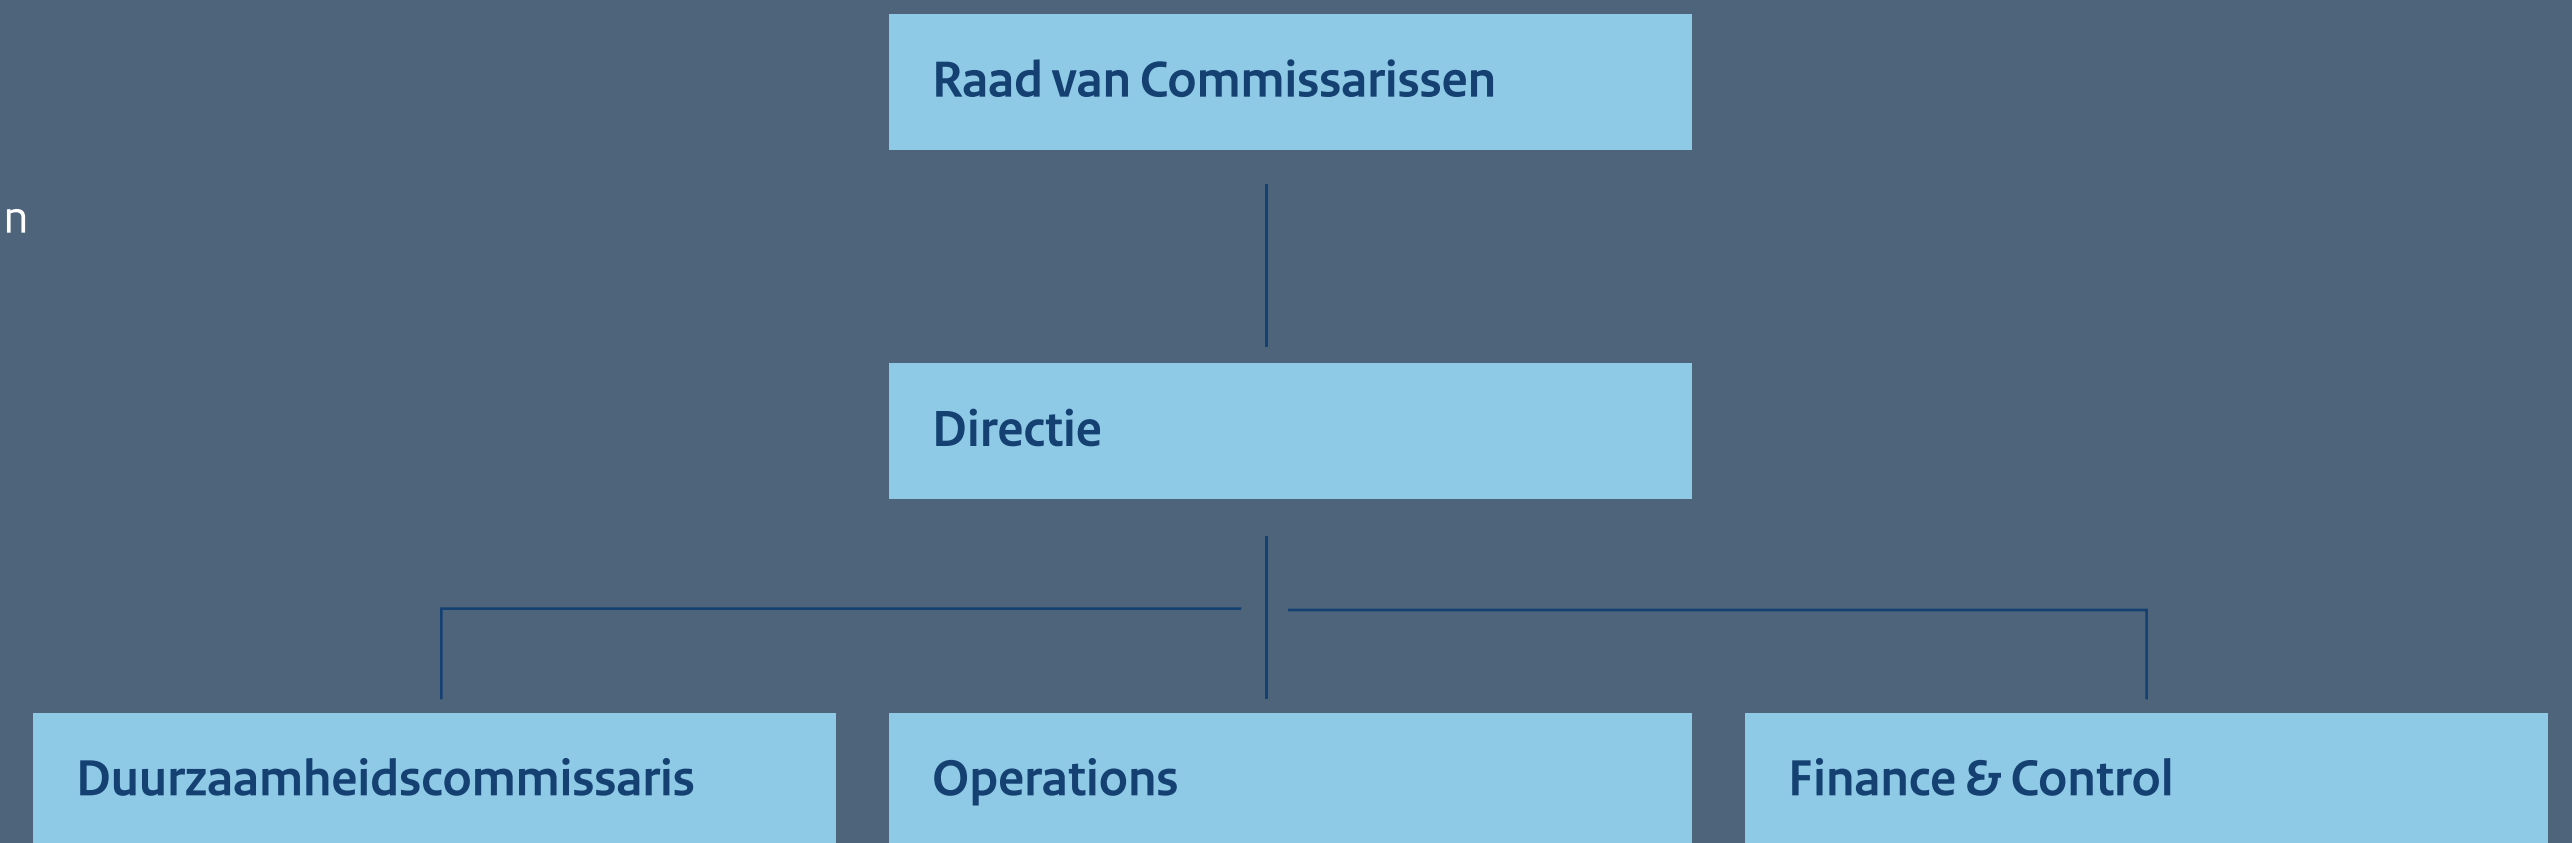 Raad van Commissarissen
n
Directie
Duurzaamheidscommissaris
Operations
Finance & Control